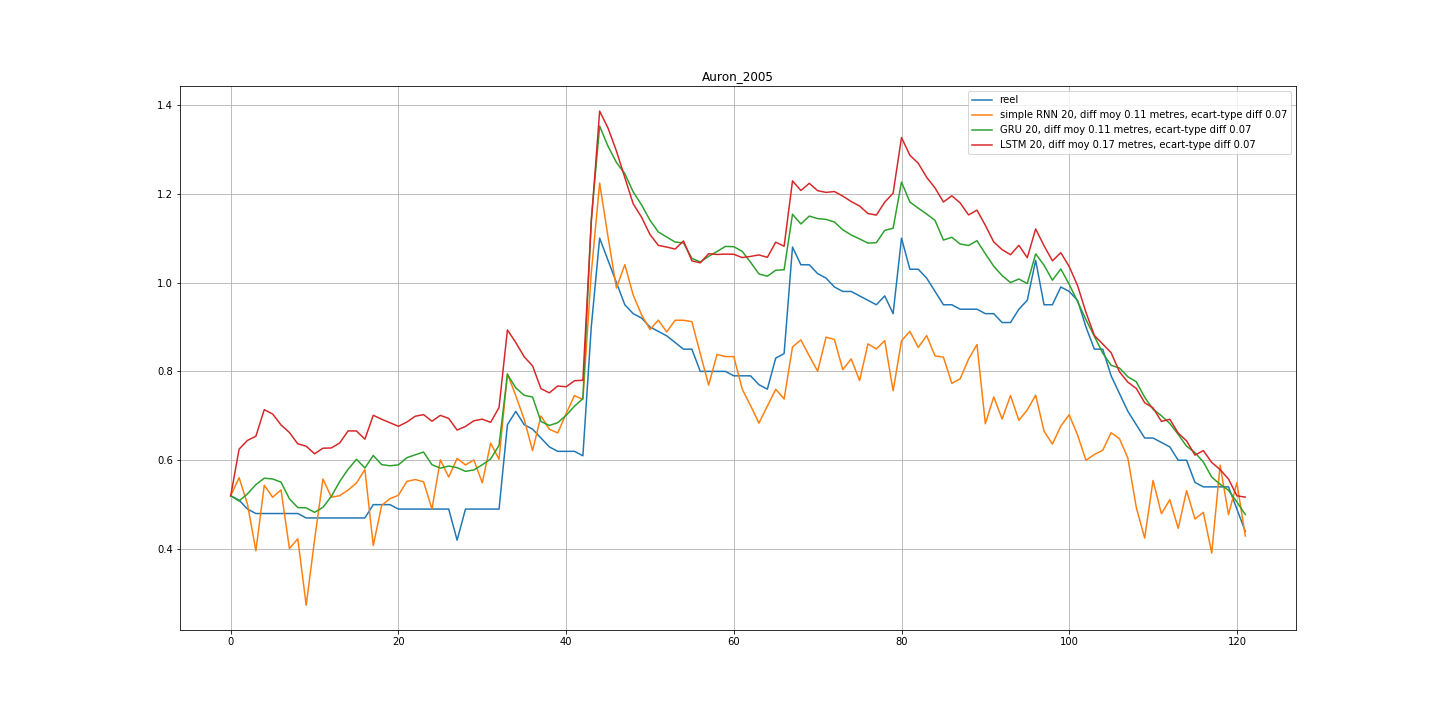 Auron_2005
reel
simple RNN 20, diff moy 0.11 metres, ecart-type diff 0.07
GRU 20, diff moy 0.11 metres, ecart-type diff 0.07
LSTM 20, diff moy 0.17 metres, ecart-type diff 0.07
1.4
1.2
1.0
0.8
0.6
0.4
0 20 40 60 80 100 120